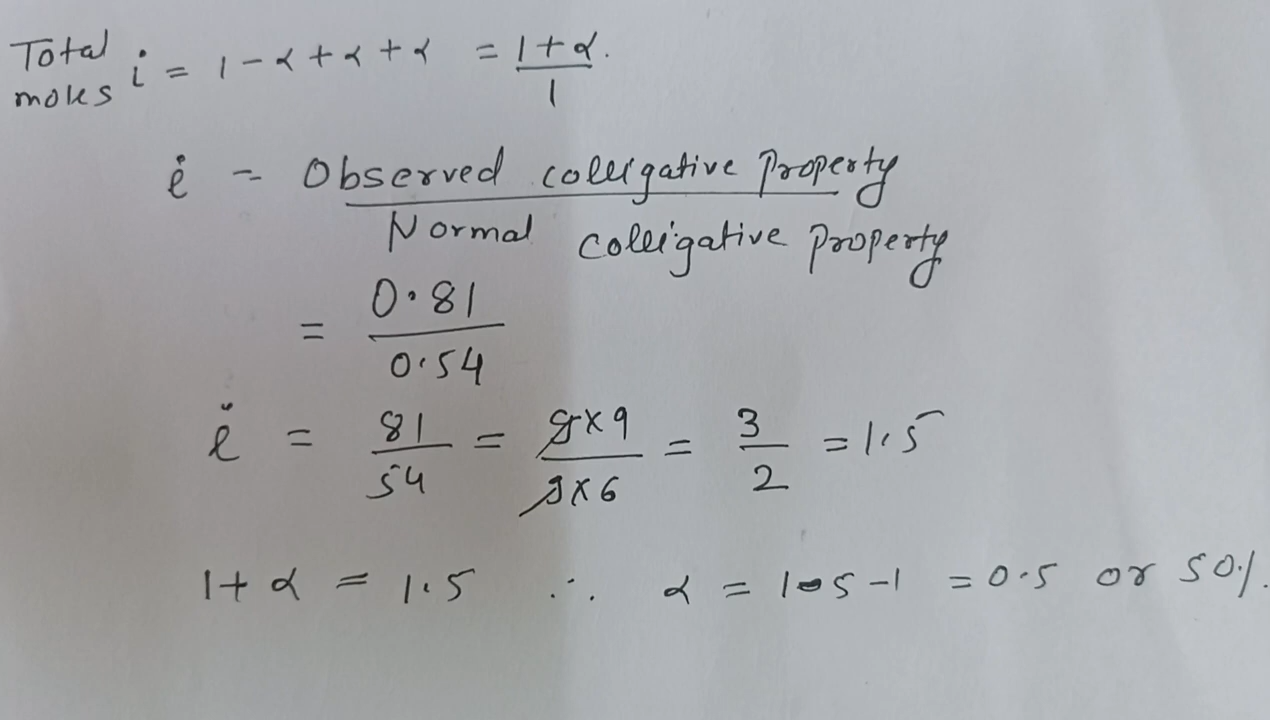 Total moles i = 1 - α + α + α = 1 + α. / 1
i = Observed colligative Property / Normal colligative Property
= 0.81 / 0.54
i = 81 / 54 = 9 x 9 / 9 x 6 = 3 / 2 = 1.5
1 + α = 1.5 ∴ α = 1.5 - 1 = 0.5 or 50%.